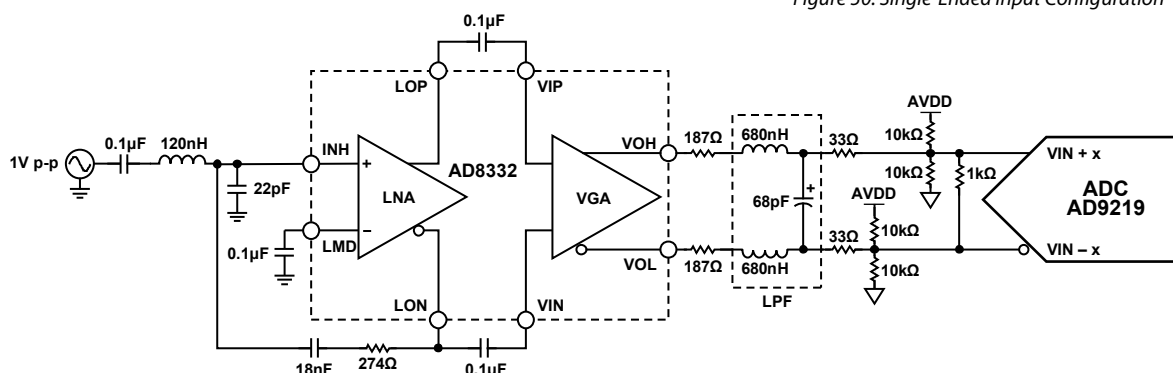 Figure 50. Single-Ended Input Configuration
0.1µF
LOP
VIP
AVDD
0.1µF
120nH
1V p-p
INH
VOH
187Ω
680nH
33Ω
10kΩ
VIN + x
AD8332
10kΩ
1kΩ
22pF
LNA
VGA
68pF
+
AVDD
ADC
AD9219
+
–
0.1µF
LMD
VOL
187Ω
680nH
33Ω
10kΩ
VIN – x
10kΩ
LON
VIN
LPF
18nF
274Ω
0.1µF